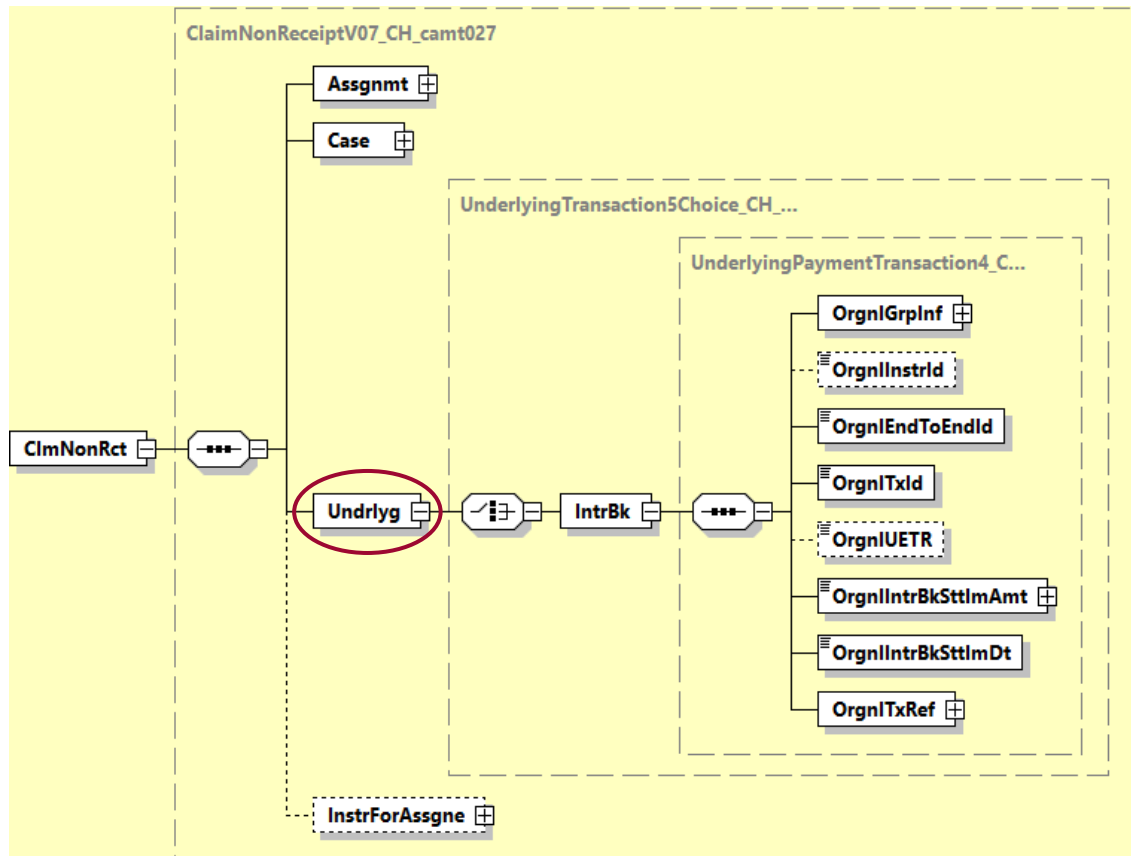 ClaimNonReceiptV07_CH_camt027
Assgnmt
Case
UnderlyingTransaction5Choice_CH_...
UnderlyingPaymentTransaction4_C...
OrgnlGrpInf
OrgnlInstrId
OrgnlEndToEndId
ClmNonRct
OrgnlTxId
Undrlyg
IntrBk
OrgnlUETR
OrgnlIntrBkSttlmAmt
OrgnlIntrBkSttlmDt
OrgnlTxRef
InstrForAssgne